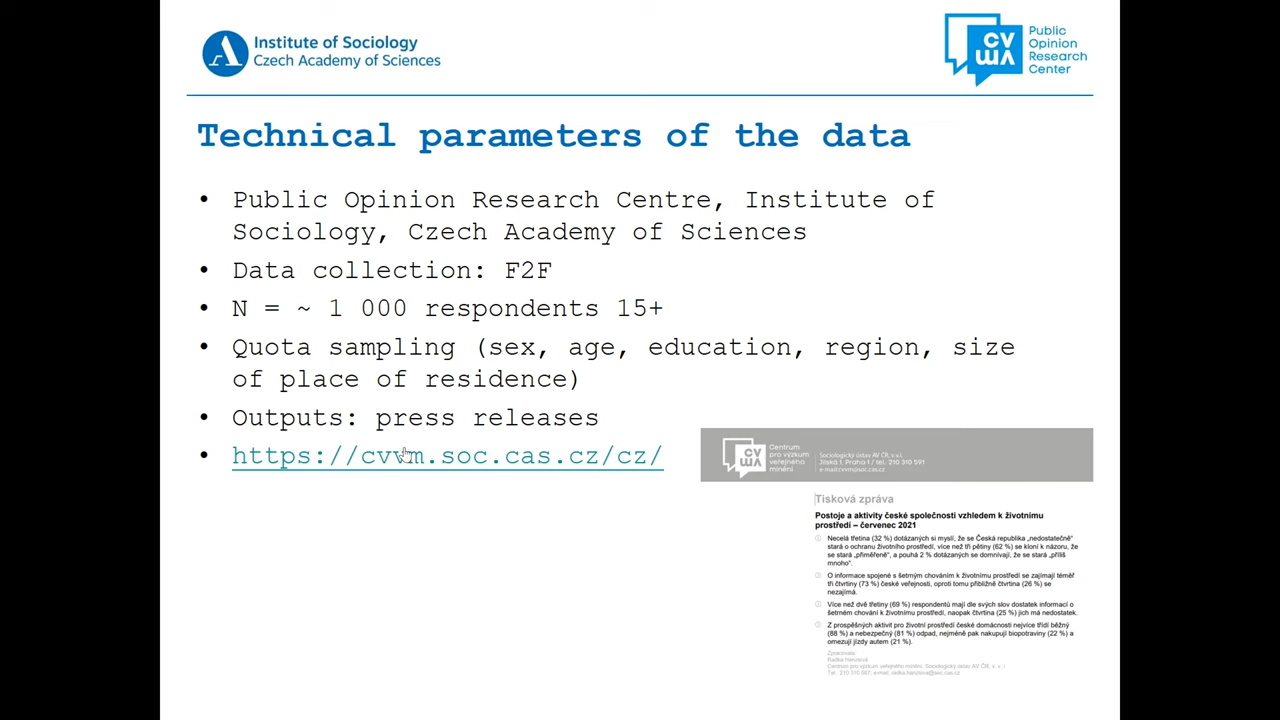 Institute of Sociology
Czech Academy of Sciences
CV
Public
Opinion
Research
Center
Technical parameters of the data
• Public Opinion Research Centre, Institute of
Sociology, Czech Academy of Sciences
• Data collection: F2F
• N = ~ 1 000 respondents 15+
• Quota sampling (sex, age, education, region, size
of place of residence)
• Outputs: press releases
• https://cvvm.soc.cas.cz/cz/
Centrum
pro výzkum
veřejného
mínění
Sociologický ústav AV ČR, v.v.i.
Jilská 1, Praha 1 / tel.: 210 310 591
e-mail:cvvm@soc.cas.cz
Tisková zpráva
Postoje a aktivity české společnosti vzhledem k životnímu
prostředí – červenec 2021
Necelá třetina (32 %) dotázaných si myslí, že se Česká republika „nedostatečně“
stará o ochranu životního prostředí, více než tři pětiny (62 %) se kloní k názoru, že
se stará „přiměřeně“, a pouhá 2 % dotázaných se domnívají, že se stará „příliš
mnoho“.
O informace spojené s šetrným chováním k životnímu prostředí se zajímají téměř
tři čtvrtiny (73 %) české veřejnosti, oproti tomu přibližně čtvrtina (26 %) se
nezajímá.
Více než dvě třetiny (69 %) respondentů mají dle svých slov dostatek informací o
šetrném chování k životnímu prostředí, naopak čtvrtina (25 %) jich má nedostatek.
Z prospěšných aktivit pro životní prostředí české domácnosti nejvíce třídí běžný
(88 %) a nebezpečný (81 %) odpad, nejméně pak nakupují biopotraviny (22 %) a
omezují jízdy autem (21 %).
Zpracovala:
Radka Hanzlová
Centrum pro výzkum veřejného mínění, Sociologický ústav AV ČR, v. v. i.
Tel.: 210 310 587, e-mail: radka.hanzlova@soc.cas.cz